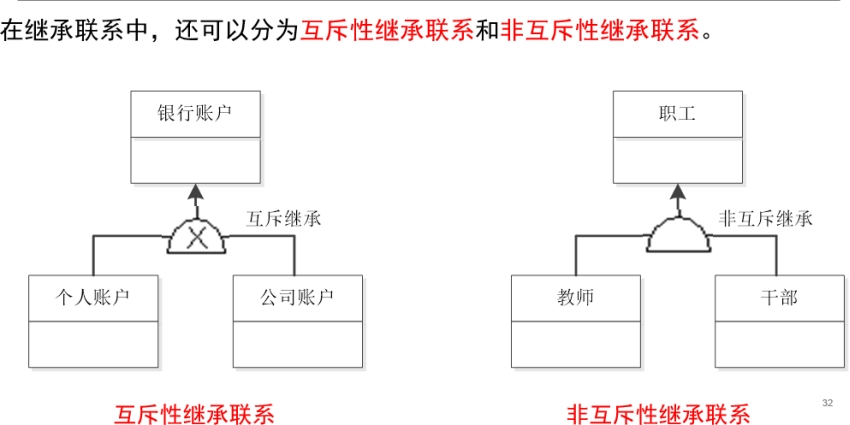 在继承联系中，还可以分为互斥性继承联系和非互斥性继承联系。
银行账户
职工
互斥继承
非互斥继承
X
个人账户
公司账户
教师
干部
互斥性继承联系
非互斥性继承联系
32